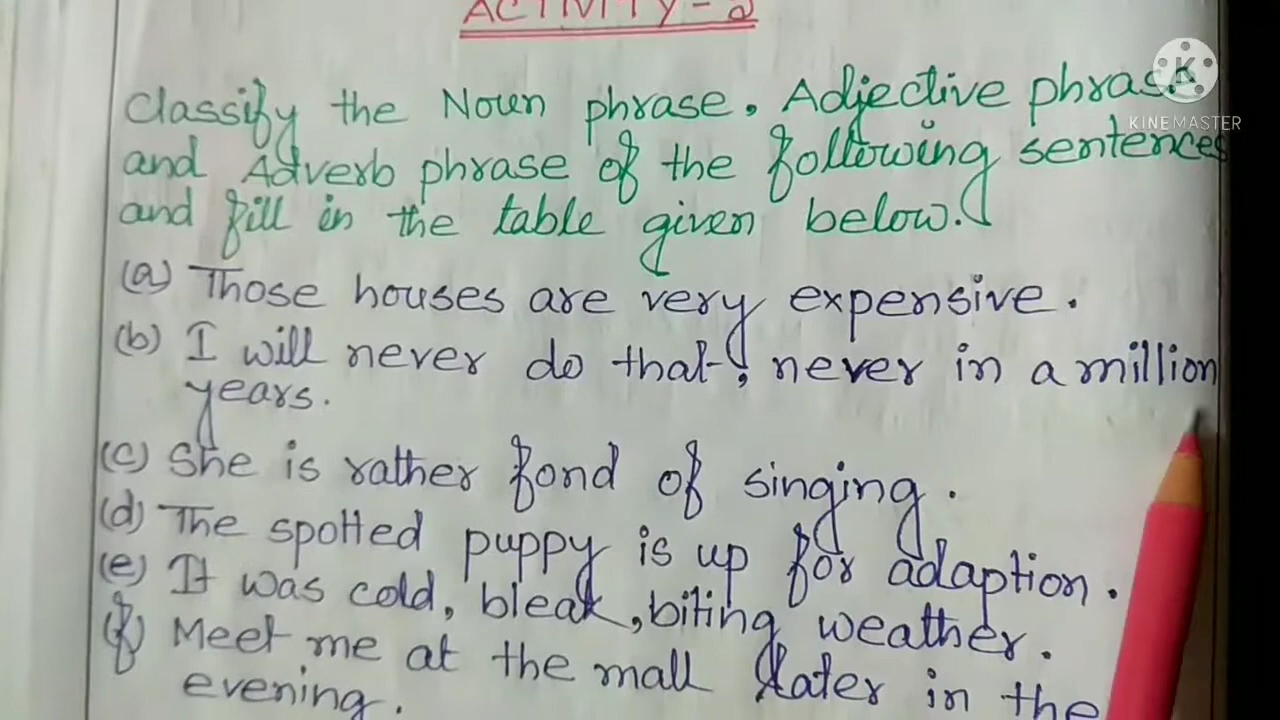 ACTIVITY - 2
Classify the Noun phrase, Adjective phrase
and Adverb phrase of the following sentences
and fill in the table given below.
(a) Those houses are very expensive.
(b) I will never do that, never in a million
years.
(c) She is rather fond of singing.
(d) The spotted puppy is up for adaption.
(e) It was cold, bleak, biting weather.
(f) Meet me at the mall later in the
evening.
K
KINEMASTER